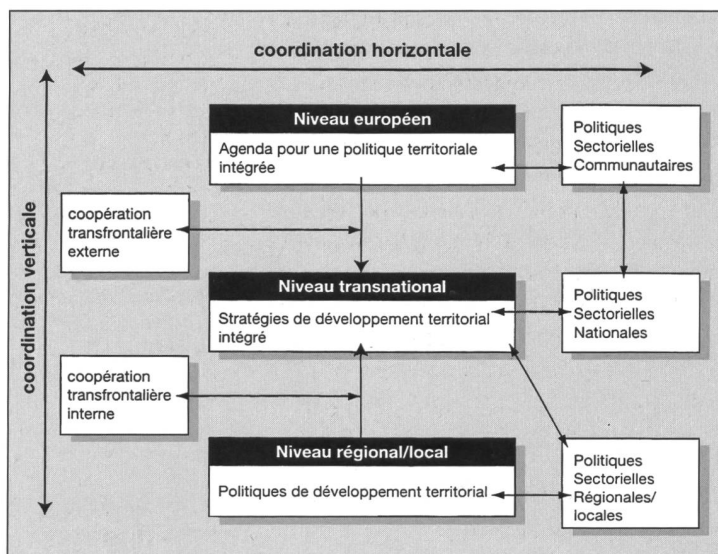 coordination horizontale
coordination verticale
Niveau européen
Agenda pour une politique territoriale
intégrée
Politiques
Sectorielles
Communautaires
coopération
transfrontalière
externe
Niveau transnational
Stratégies de développement territorial
intégré
Politiques
Sectorielles
Nationales
coopération
transfrontalière
interne
Niveau régional/local
Politiques de développement territorial
Politiques
Sectorielles
Régionales/
locales